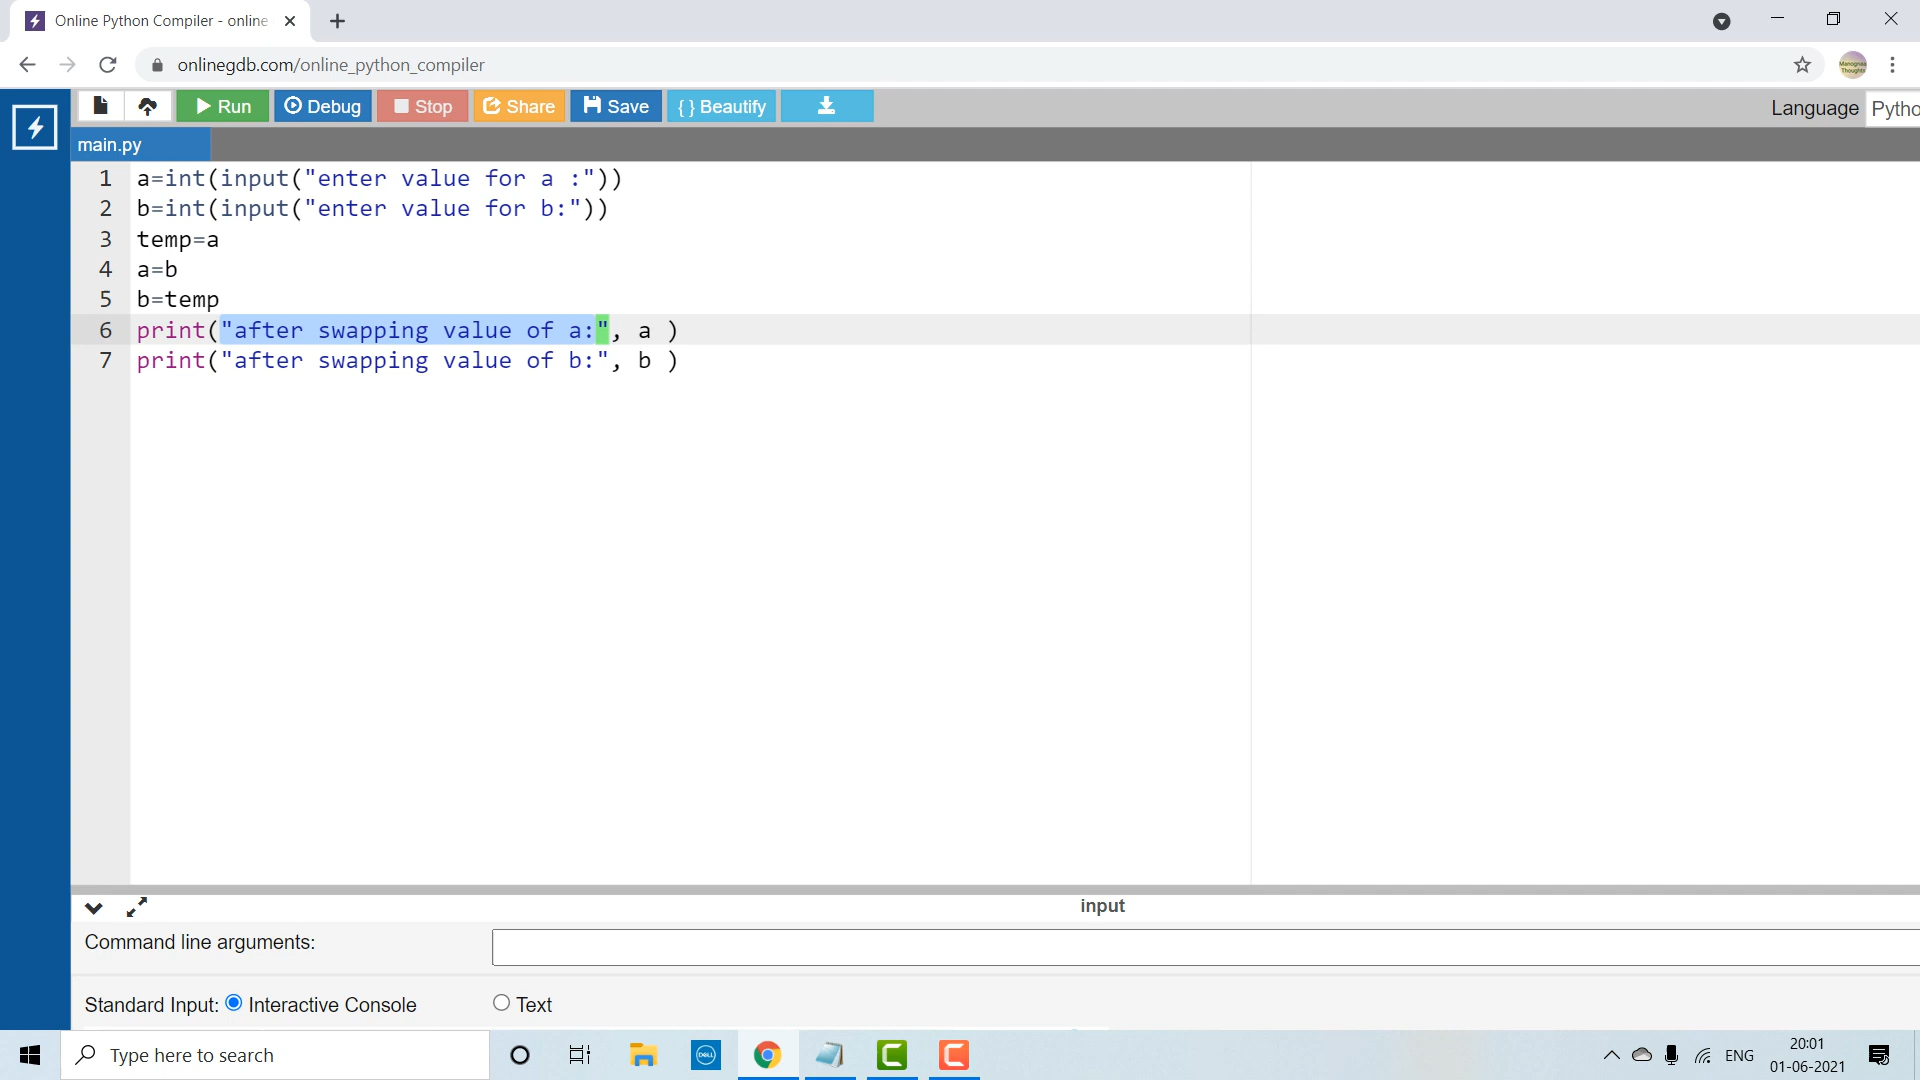 Online Python Compiler - online
onlinegdb.com/online_python_compiler
Manognas Thoughts
Run Debug Stop Share Save { } Beautify Language Pytho
main.py
1 a=int(input("enter value for a :"))
2 b=int(input("enter value for b:"))
3 temp=a
4 a=b
5 b=temp
6 print("after swapping value of a:", a )
7 print("after swapping value of b:", b )
input
Command line arguments:
Standard Input: Interactive Console Text
Type here to search
DELL
ENG
20:01
01-06-2021